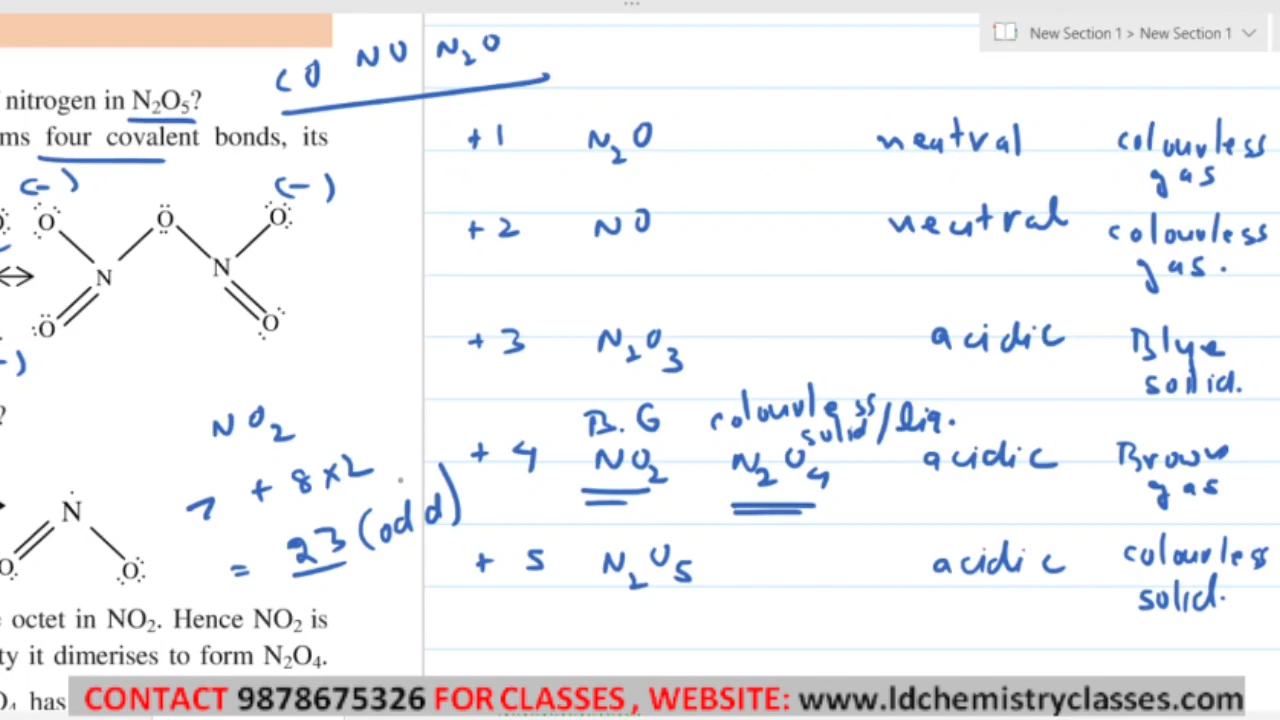 New Section 1 > New Section 1
CO NO N2O
nitrogen in N2O5?
ms four covalent bonds, its
(-) (-)
O O O
N N
O O
-)
?
NO2
7 + 8x2
= 23 (odd)
N
O O
octet in NO2. Hence NO2 is
ty it dimerises to form N2O4.
O4 has
+1 N2O neutral colourless
gas
+2 NO neutral colourless
gas.
+3 N2O3 acidic Blye
solid.
B.G colourless
solid/liq.
+4 NO2 N2O4 acidic Brown
gas
+5 N2O5 acidic colourless
solid.
CONTACT 9878675326 FOR CLASSES , WEBSITE: www.ldchemistryclasses.com